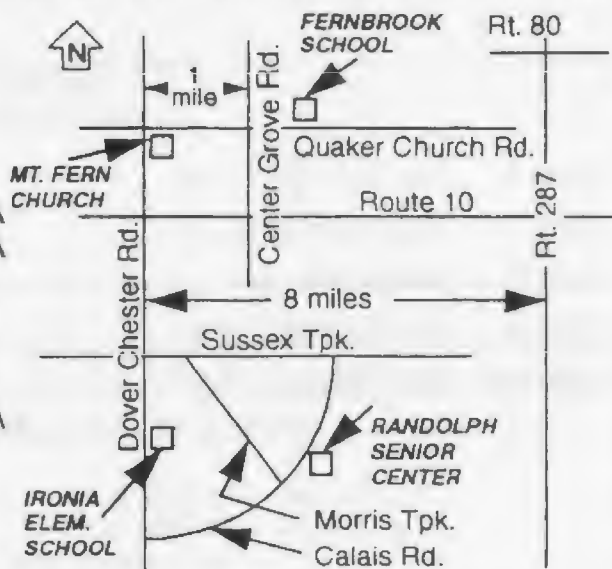 N
FERNBROOK
SCHOOL
Rt. 80
1
mile
Center Grove Rd.
Quaker Church Rd.
MT. FERN
CHURCH
Route 10
Rt. 287
Dover Chester Rd.
8 miles
Sussex Tpk.
RANDOLPH
SENIOR
CENTER
IRONIA
ELEM.
SCHOOL
Morris Tpk.
Calais Rd.